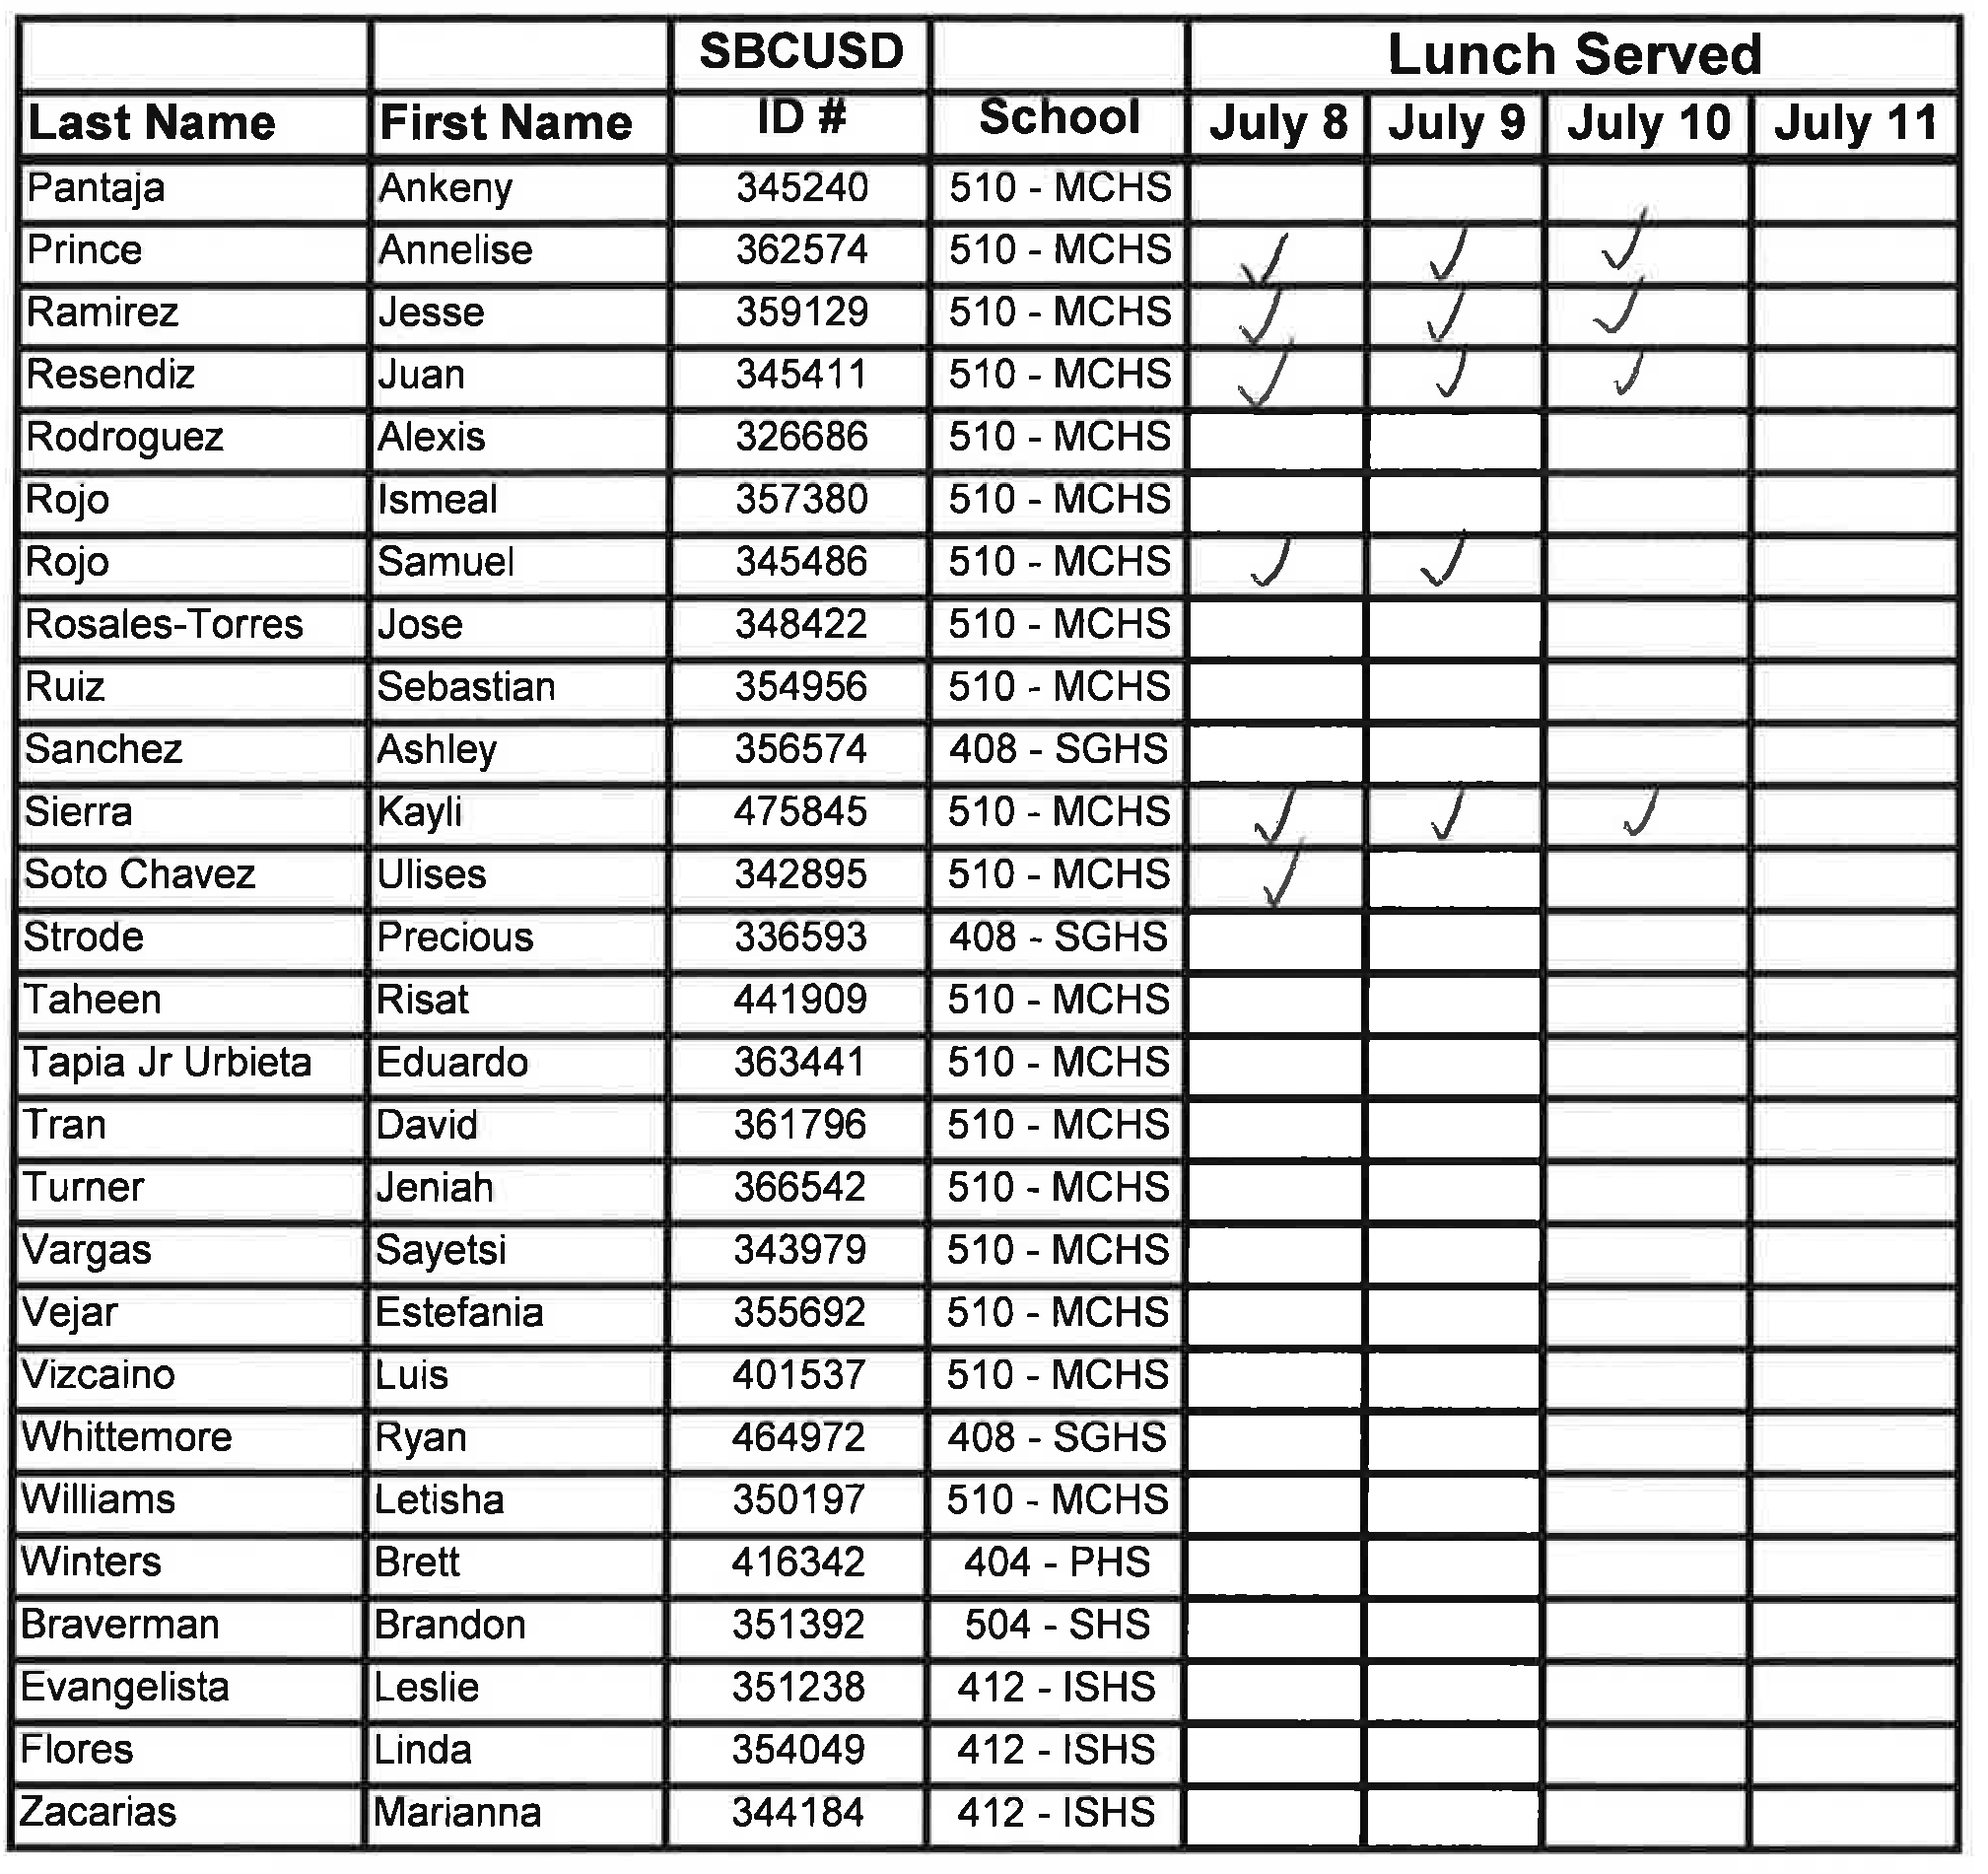 SBCUSD Lunch Served
Last Name First Name ID # School July 8 July 9 July 10 July 11
Pantaja Ankeny 345240 510 - MCHS
Prince Annelise 362574 510 - MCHS ✓ ✓ ✓
Ramirez Jesse 359129 510 - MCHS ✓ ✓ ✓
Resendiz Juan 345411 510 - MCHS ✓ ✓ ✓
Rodroguez Alexis 326686 510 - MCHS
Rojo Ismeal 357380 510 - MCHS
Rojo Samuel 345486 510 - MCHS ✓ ✓
Rosales-Torres Jose 348422 510 - MCHS
Ruiz Sebastian 354956 510 - MCHS
Sanchez Ashley 356574 408 - SGHS
Sierra Kayli 475845 510 - MCHS ✓ ✓ ✓
Soto Chavez Ulises 342895 510 - MCHS ✓
Strode Precious 336593 408 - SGHS
Taheen Risat 441909 510 - MCHS
Tapia Jr Urbieta Eduardo 363441 510 - MCHS
Tran David 361796 510 - MCHS
Turner Jeniah 366542 510 - MCHS
Vargas Sayetsi 343979 510 - MCHS
Vejar Estefania 355692 510 - MCHS
Vizcaino Luis 401537 510 - MCHS
Whittemore Ryan 464972 408 - SGHS
Williams Letisha 350197 510 - MCHS
Winters Brett 416342 404 - PHS
Braverman Brandon 351392 504 - SHS
Evangelista Leslie 351238 412 - ISHS
Flores Linda 354049 412 - ISHS
Zacarias Marianna 344184 412 - ISHS